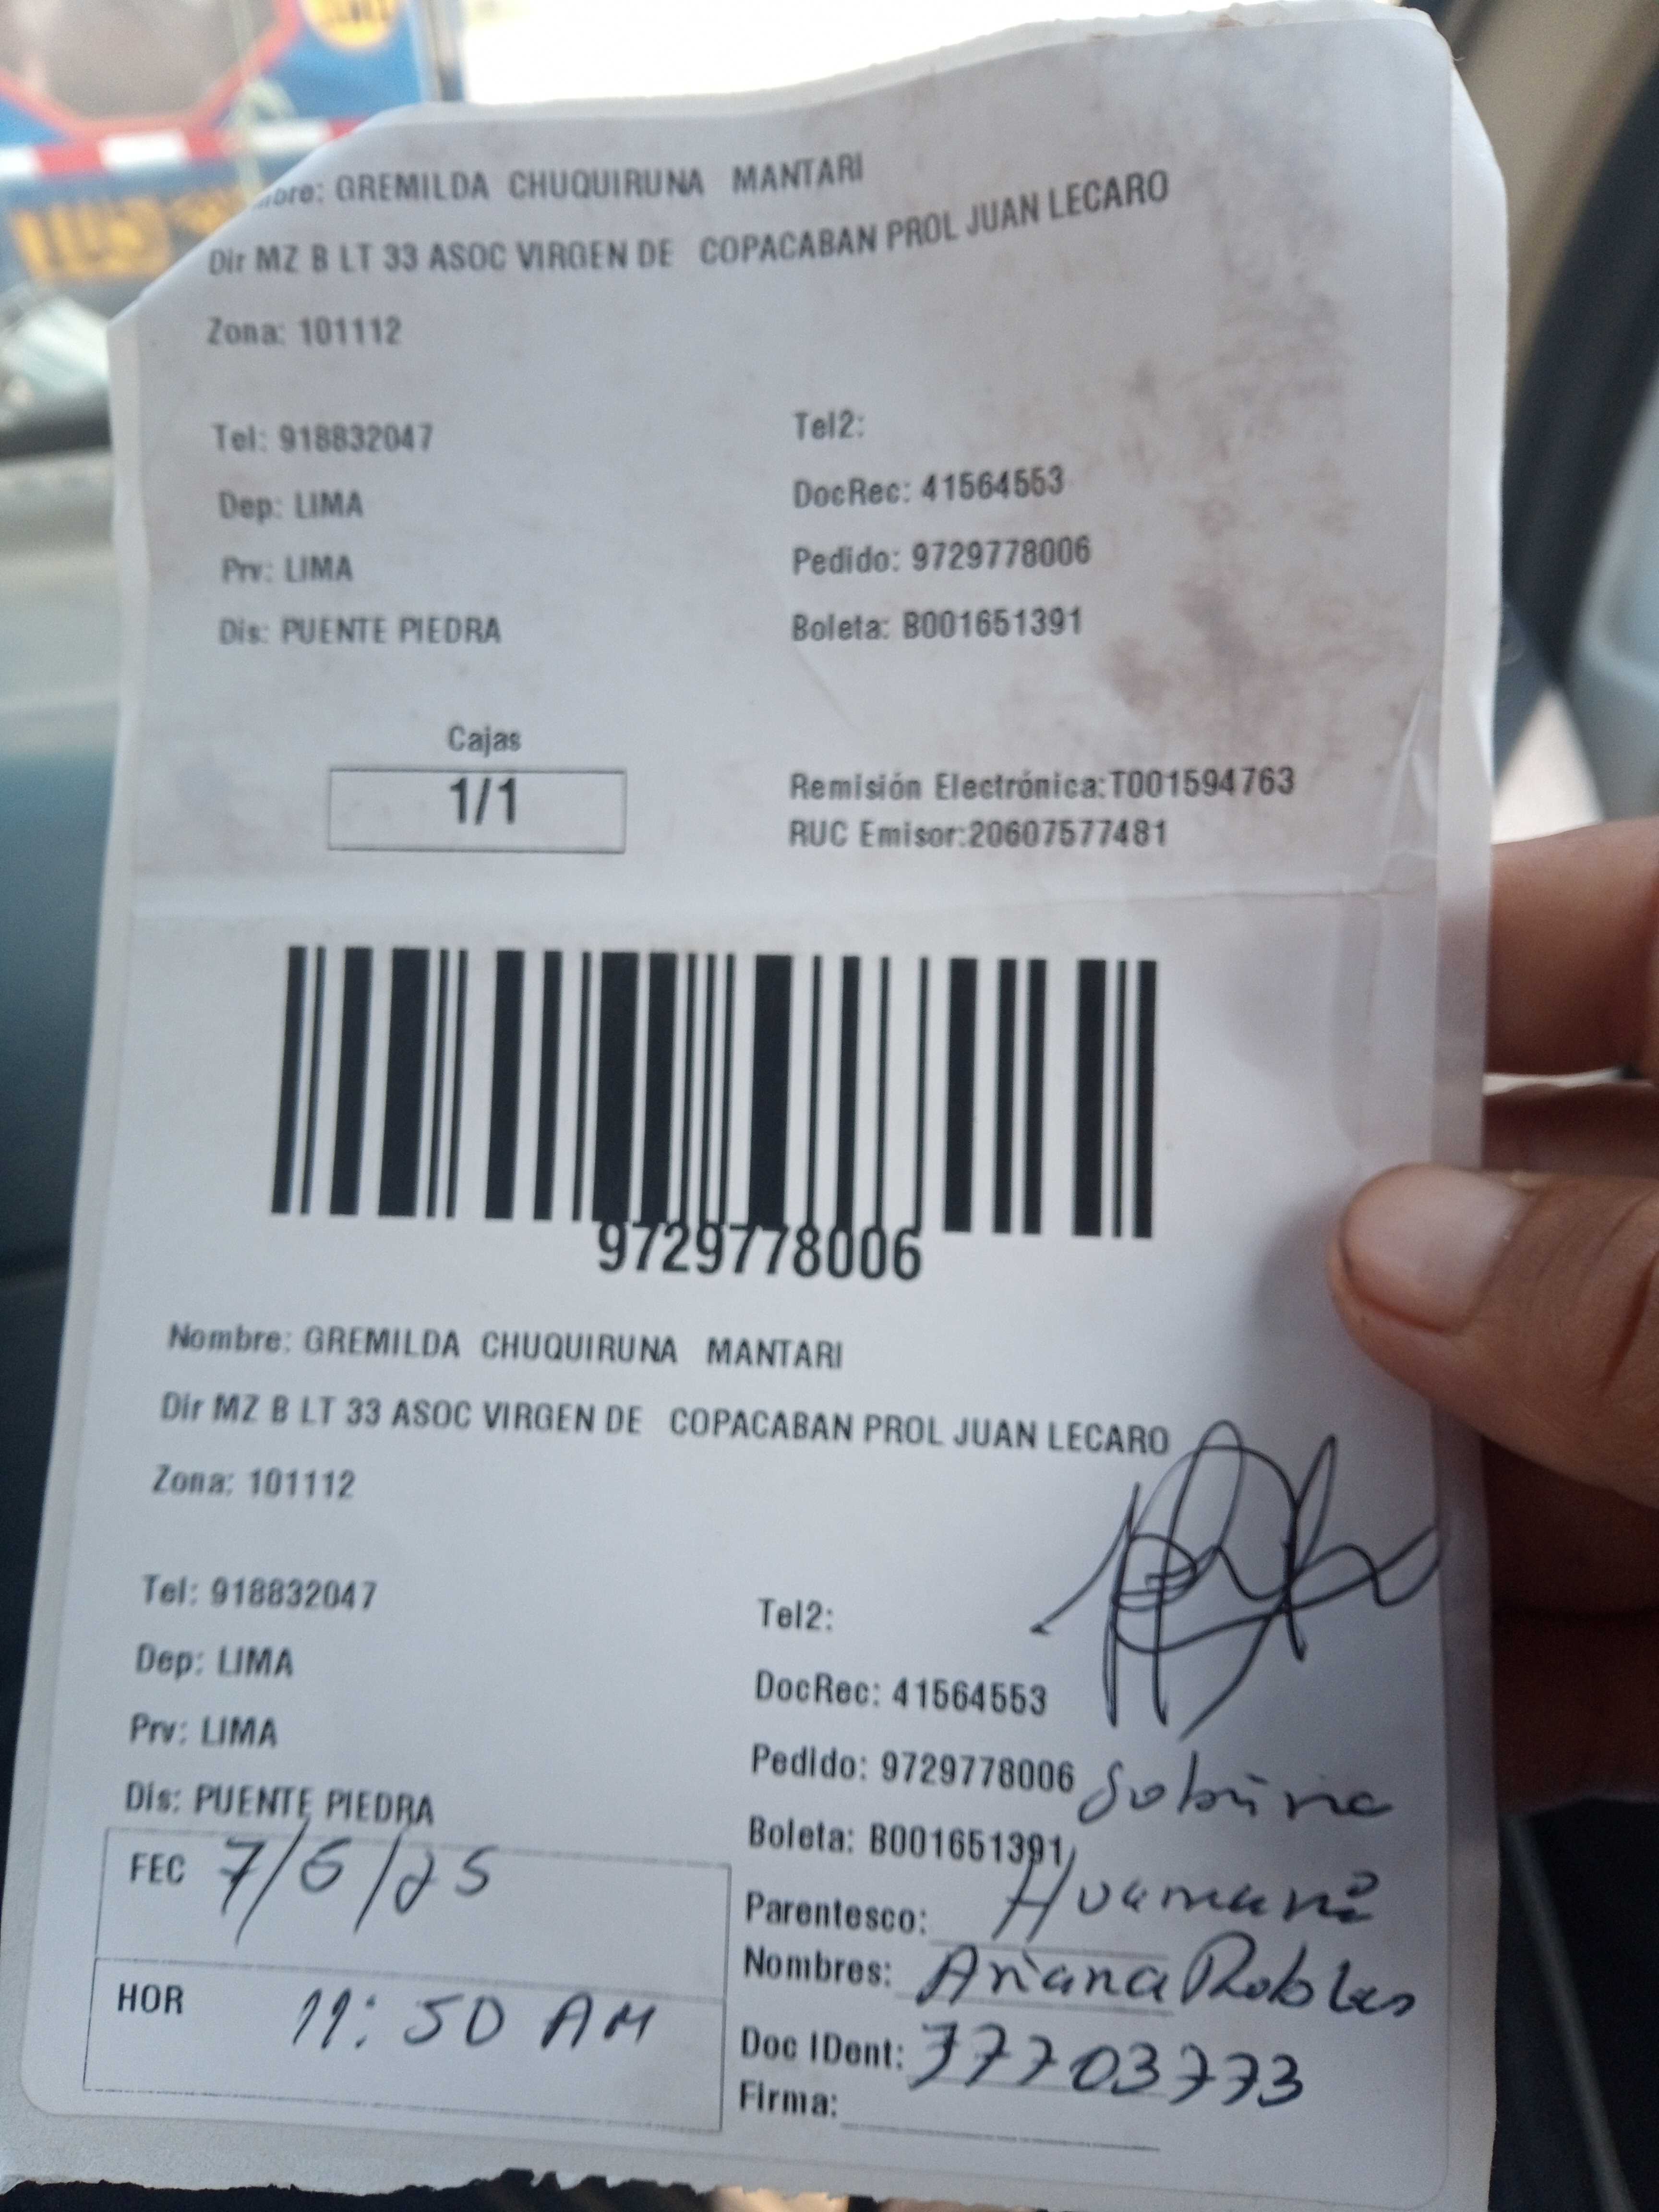 bre: GREMILDA CHUQUIRUNA MANTARI
Dir MZ B LT 33 ASOC VIRGEN DE COPACABAN PROL JUAN LECARO
Zona: 101112
Tel: 918832047
Tel2:
Dep: LIMA
DocRec: 41564553
Prv: LIMA
Pedido: 9729778006
Dis: PUENTE PIEDRA
Boleta: B001651391
Cajas
1/1
Remisión Electrónica:T001594763
RUC Emisor:20607577481
9729778006
Nombre: GREMILDA CHUQUIRUNA MANTARI
Dir MZ B LT 33 ASOC VIRGEN DE COPACABAN PROL JUAN LECARO
Zona: 101112
Tel: 918832047
Tel2:
Dep: LIMA
DocRec: 41564553
Prv: LIMA
Pedido: 9729778006 Sobrina
Dis: PUENTE PIEDRA
Boleta: B001651391
FEC 7/6/25
Parentesco: Huamani
Nombres: Ariana Robles
HOR 11:50 AM
Doc IDent: 77703773
Firma: